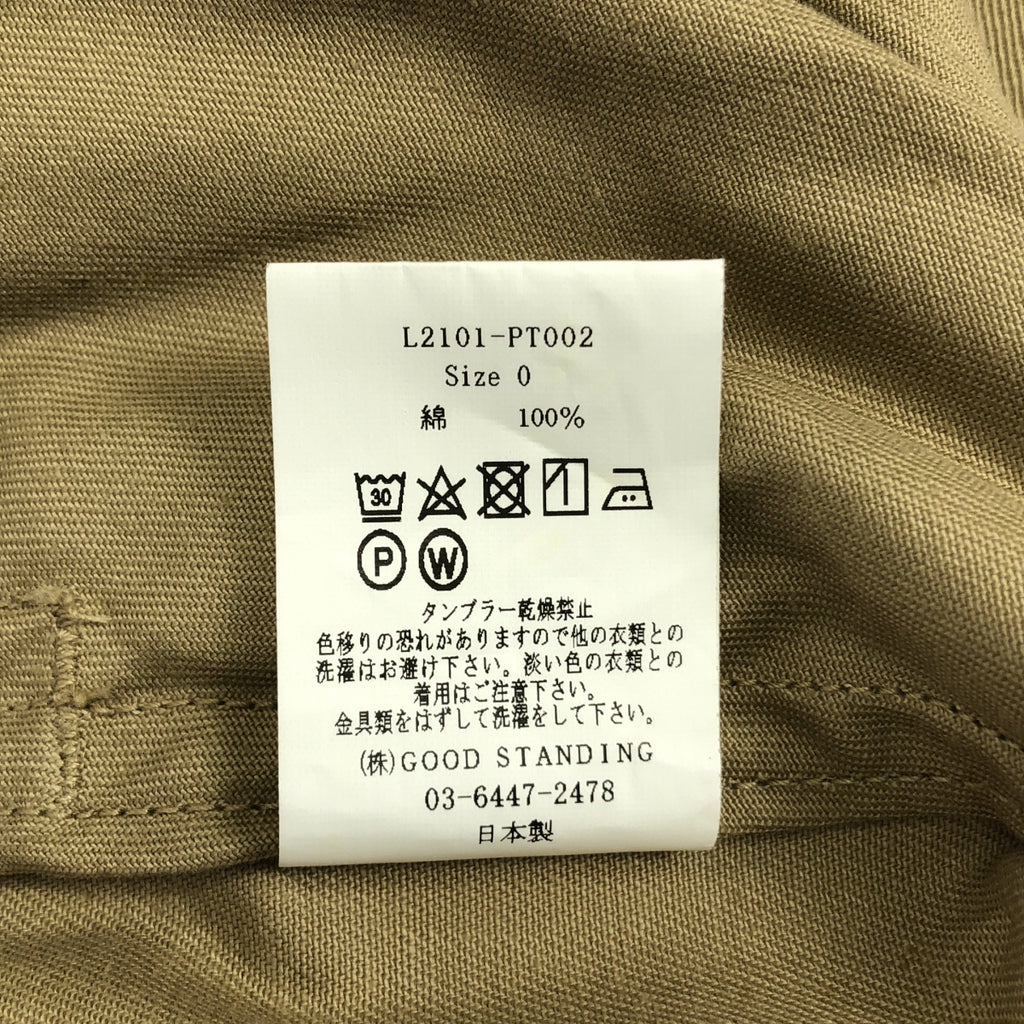 L2101-PT002
Size 0
綿 100%
30
P W
タンブラー乾燥禁止
色移りの恐れがありますので他の衣類との
洗濯はお避け下さい。淡い色の衣類との
着用はご注意下さい。
金具類をはずして洗濯をして下さい。
(株)GOOD STANDING
03-6447-2478
日本製